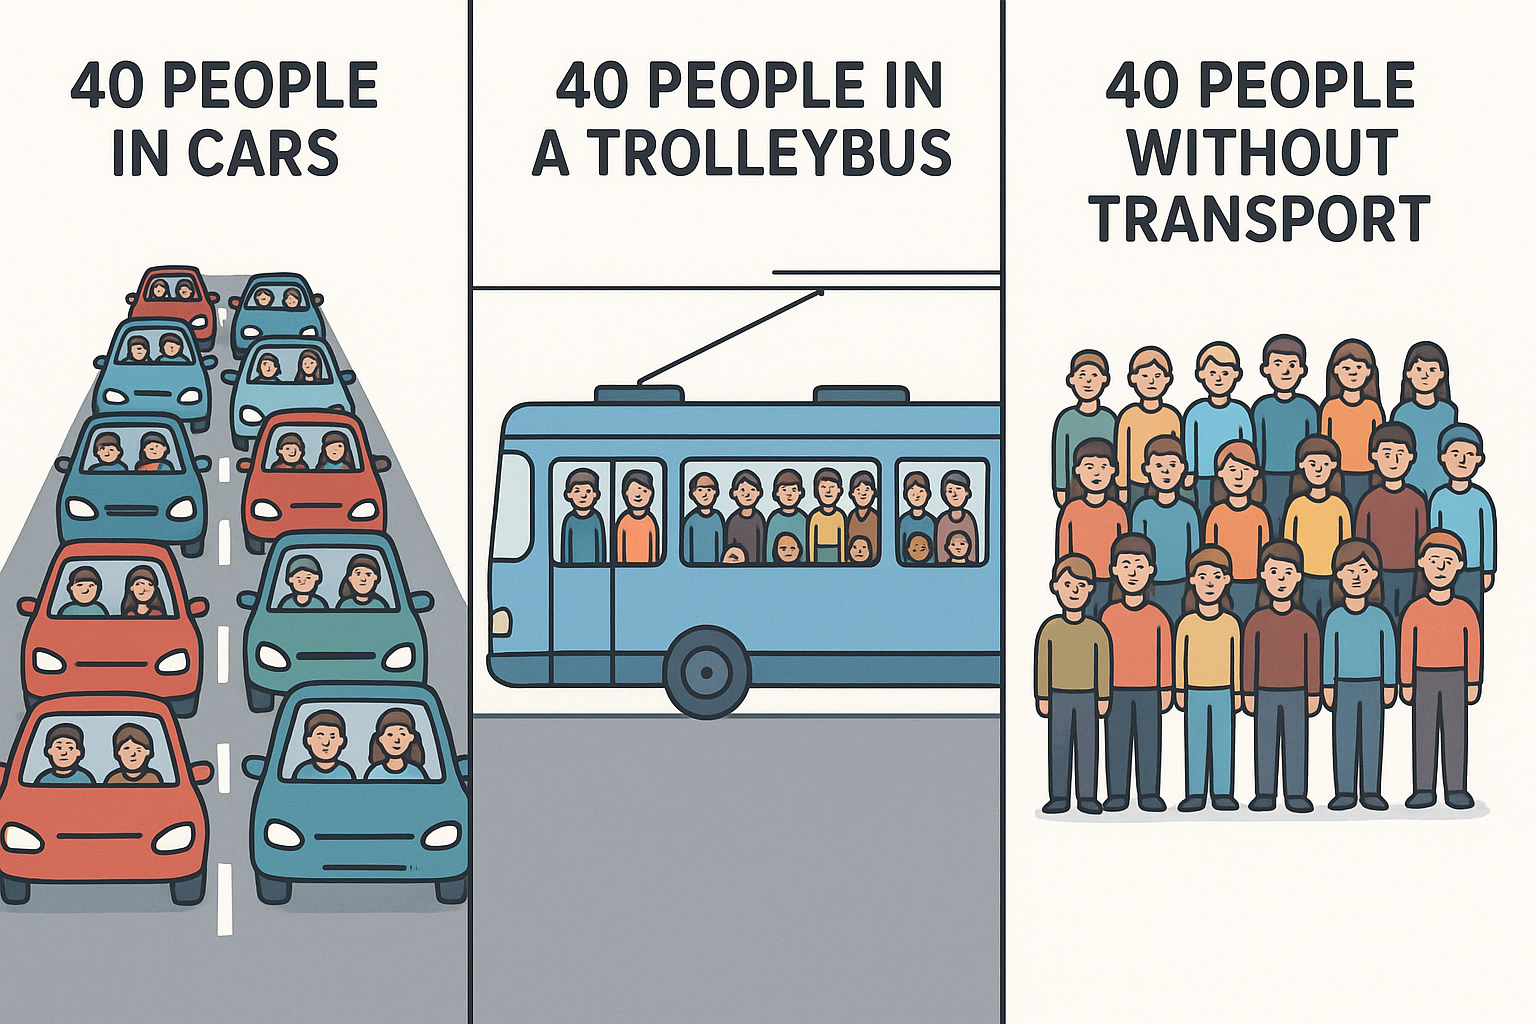 40 PEOPLE
IN CARS
40 PEOPLE IN
A TROLLEYBUS
40 PEOPLE
WITHOUT
TRANSPORT